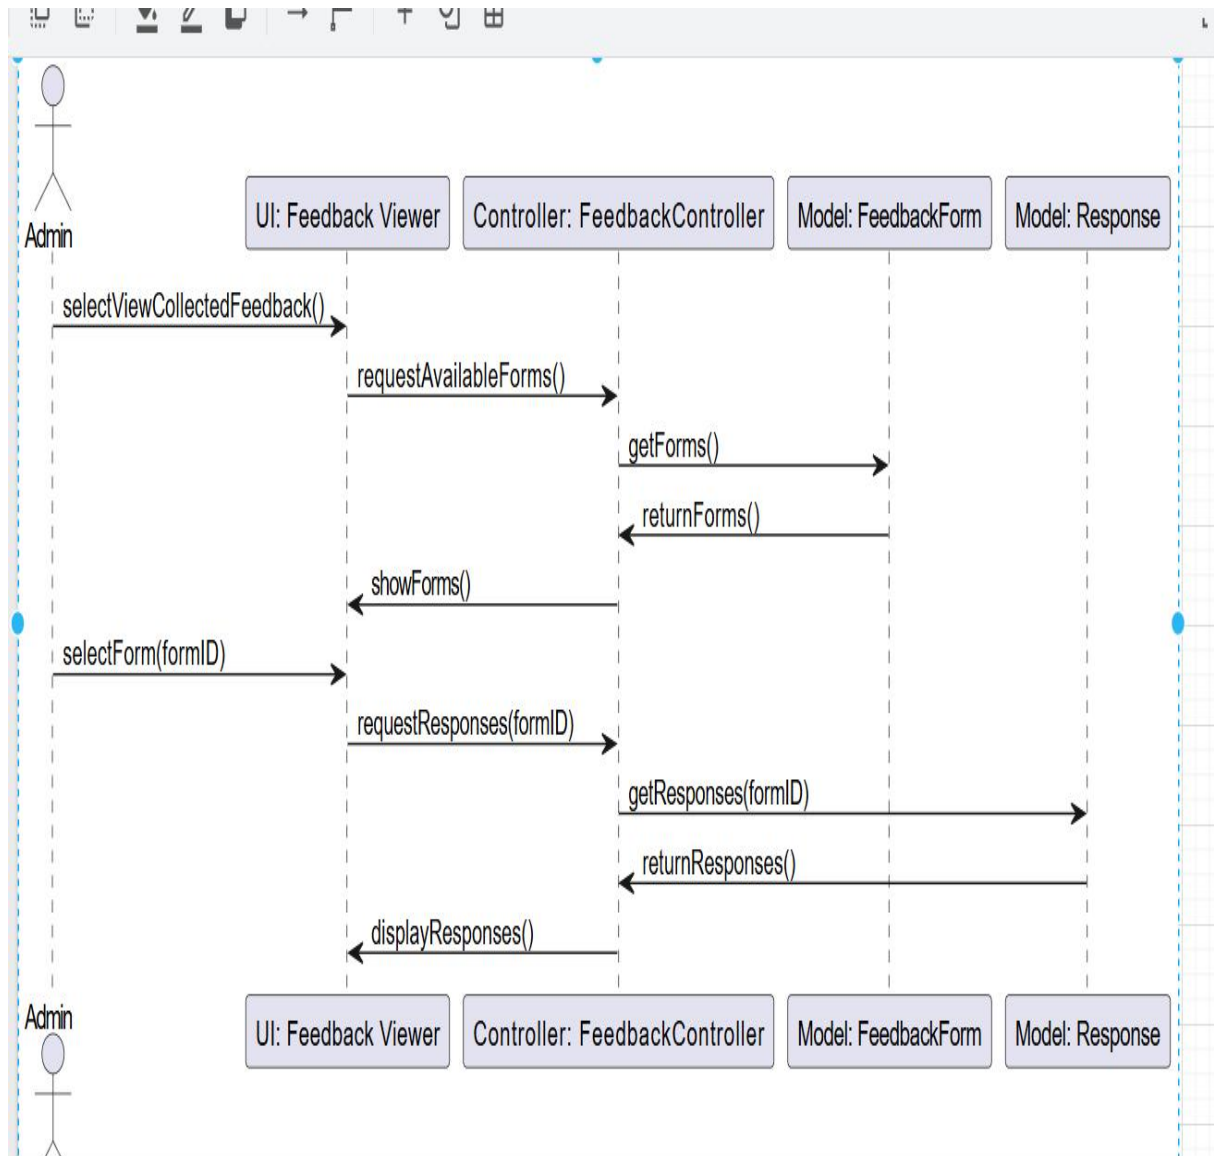 Admin
UI: Feedback Viewer
Controller: FeedbackController
Model: FeedbackForm
Model: Response
selectViewCollectedFeedback()
requestAvailableForms()
getForms()
returnForms()
showForms()
selectForm(formID)
requestResponses(formID)
getResponses(formID)
returnResponses()
displayResponses()
Admin
UI: Feedback Viewer
Controller: FeedbackController
Model: FeedbackForm
Model: Response